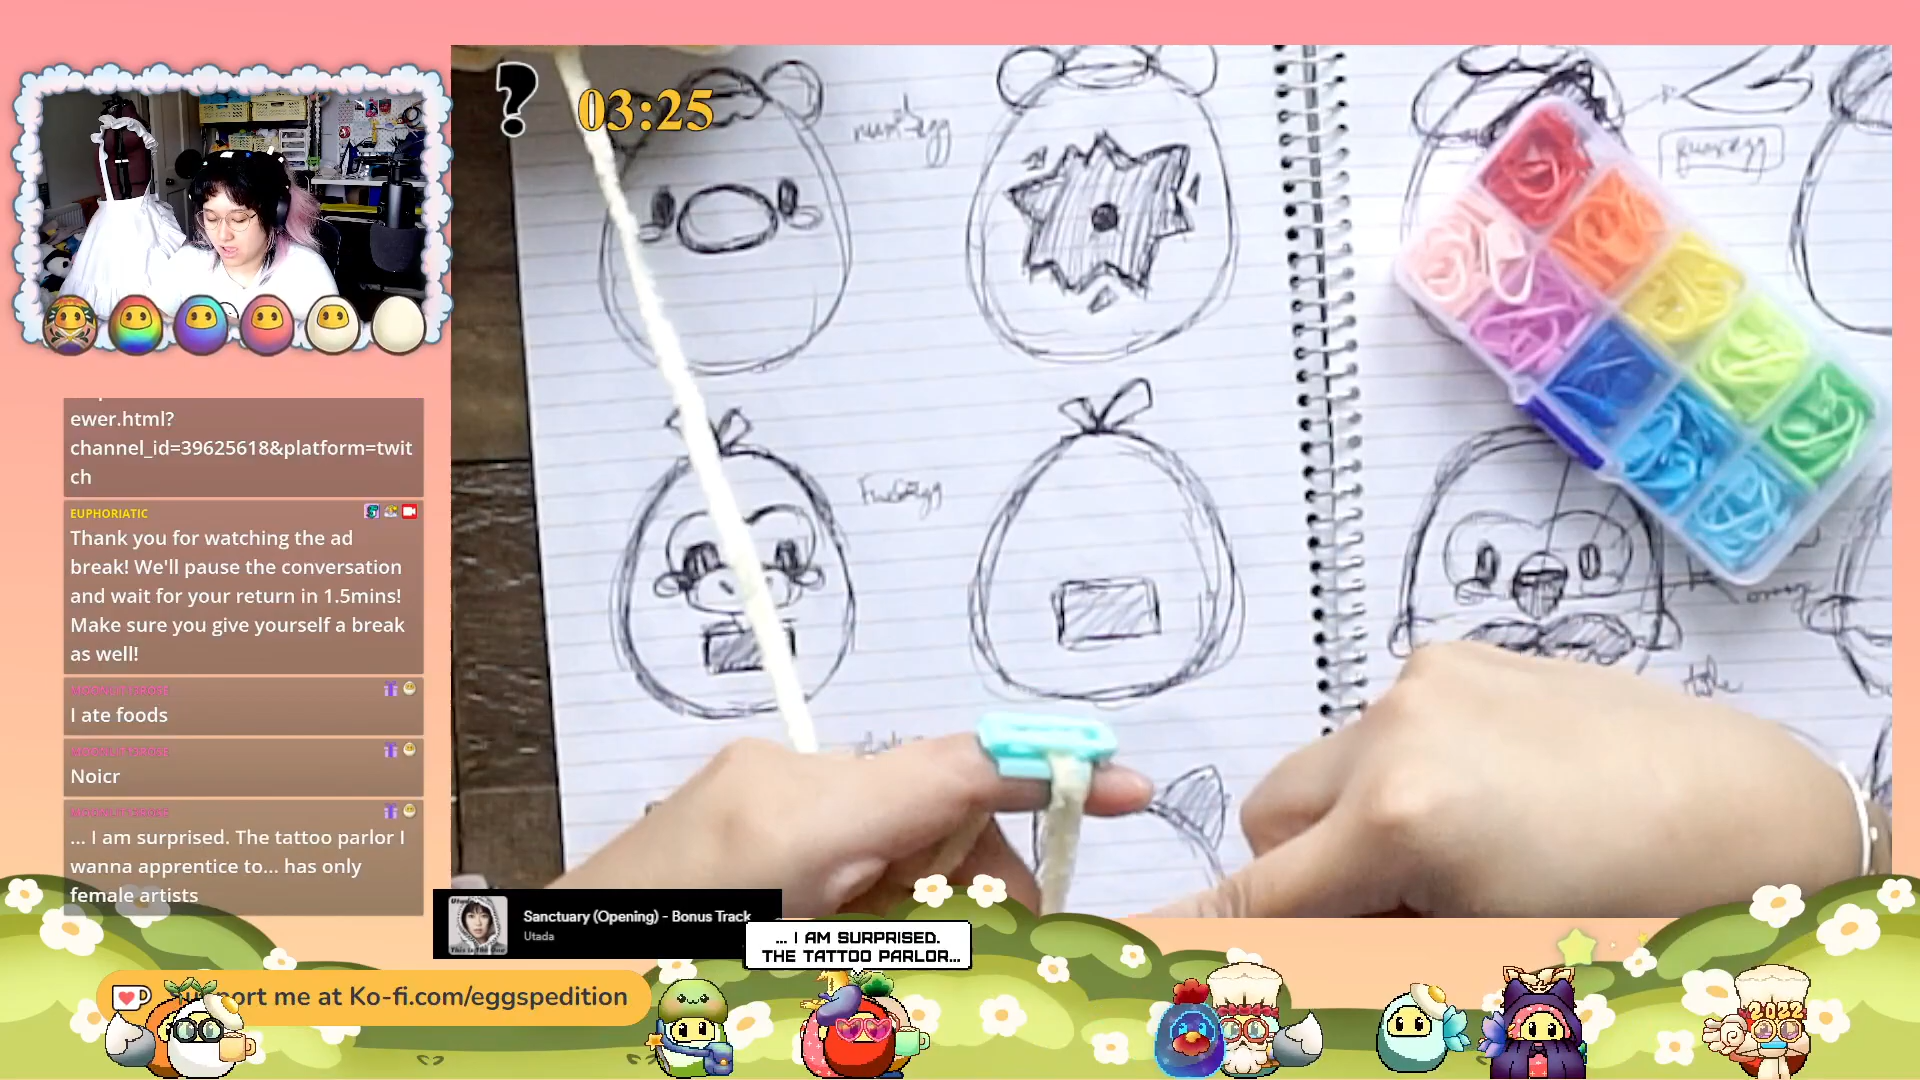 ?
03:25
ewer.html?
channel_id=39625618&platform=twit
ch
EUPHORIATIC
Thank you for watching the ad
break! We'll pause the conversation
and wait for your return in 1.5mins!
Make sure you give yourself a break
as well!
I ate foods
Noicr
... I am surprised. The tattoo parlor I
wanna apprentice to... has only
female artists
Sanctuary (Opening) - Bonus Track
Utada
... I AM SURPRISED.
THE TATTOO PARLOR...
port me at Ko-fi.com/eggspedition
2022